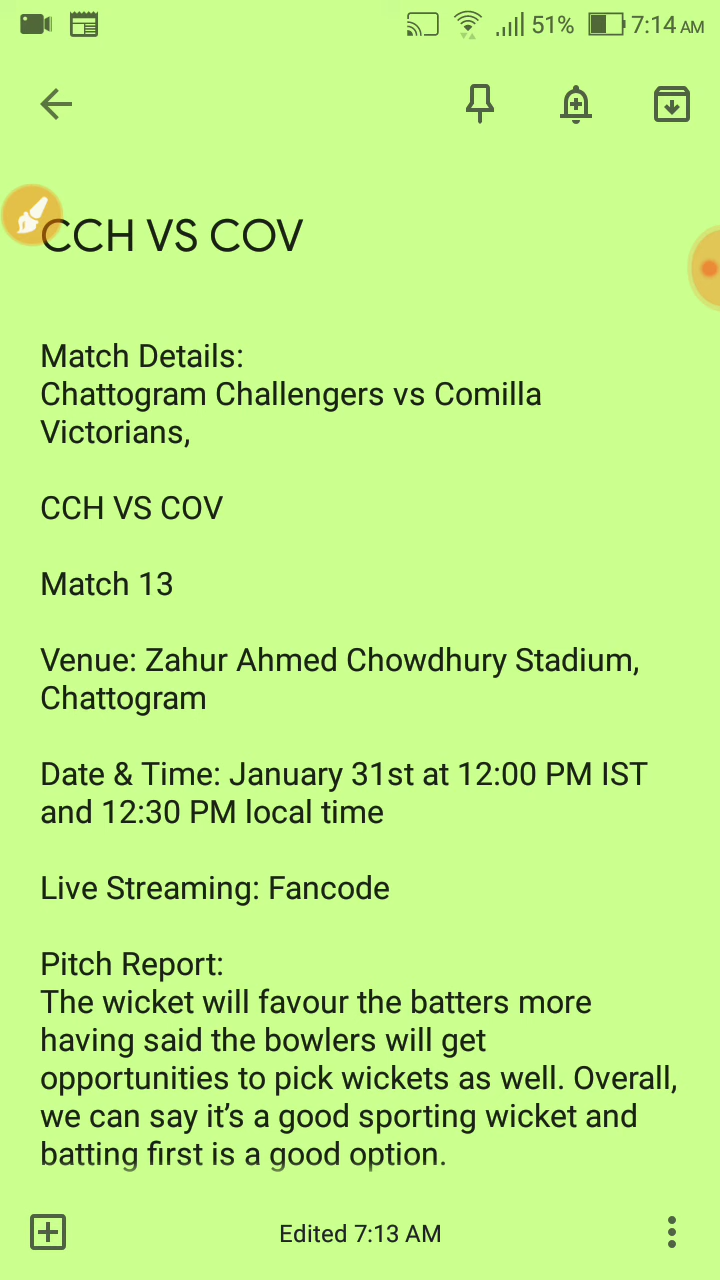 51% 7:14 AM
CCH VS COV
Match Details:
Chattogram Challengers vs Comilla
Victorians,
CCH VS COV
Match 13
Venue: Zahur Ahmed Chowdhury Stadium,
Chattogram
Date & Time: January 31st at 12:00 PM IST
and 12:30 PM local time
Live Streaming: Fancode
Pitch Report:
The wicket will favour the batters more
having said the bowlers will get
opportunities to pick wickets as well. Overall,
we can say it's a good sporting wicket and
batting first is a good option.
Edited 7:13 AM